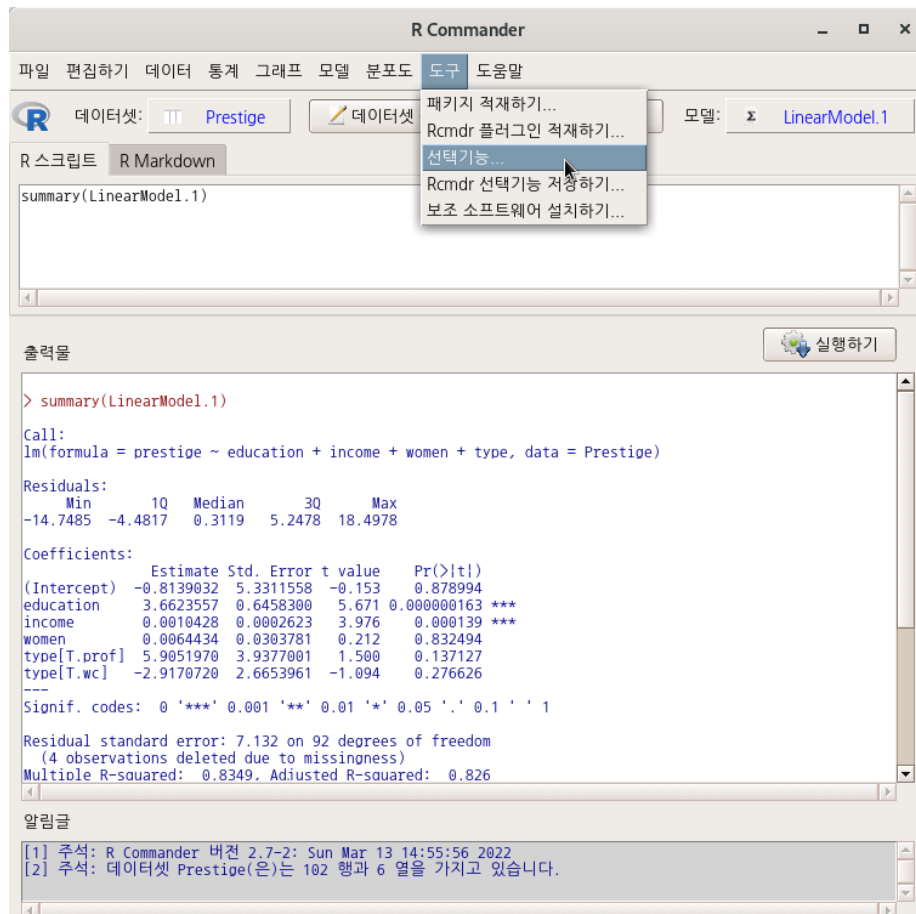 R Commander
파일 편집하기 데이터 통계 그래프 모델 분포도 도구 도움말
데이터셋: Prestige 데이터셋 모델: Σ LinearModel.1
패키지 적재하기...
Rcmdr 플러그인 적재하기...
선택기능...
Rcmdr 선택기능 저장하기...
보조 소프트웨어 설치하기...
R 스크립트 R Markdown
summary(LinearModel.1)
출력물 실행하기
> summary(LinearModel.1)
Call:
lm(formula = prestige ~ education + income + women + type, data = Prestige)
Residuals:
Min 1Q Median 3Q Max
-14.7485 -4.4817 0.3119 5.2478 18.4978
Coefficients:
Estimate Std. Error t value Pr(>|t|)
(Intercept) -0.8139032 5.3311558 -0.153 0.878994
education 3.6623557 0.6458300 5.671 0.000000163 ***
income 0.0010428 0.0002623 3.976 0.000139 ***
women 0.0064434 0.0303781 0.212 0.832494
type[T.prof] 5.9051970 3.9377001 1.500 0.137127
type[T.wc] -2.9170720 2.6653961 -1.094 0.276626
---
Signif. codes: 0 '***' 0.001 '**' 0.01 '*' 0.05 '.' 0.1 ' ' 1
Residual standard error: 7.132 on 92 degrees of freedom
(4 observations deleted due to missingness)
Multiple R-squared: 0.8349, Adjusted R-squared: 0.826
알림글
[1] 주석: R Commander 버전 2.7-2: Sun Mar 13 14:55:56 2022
[2] 주석: 데이터셋 Prestige(은)는 102 행과 6 열을 가지고 있습니다.